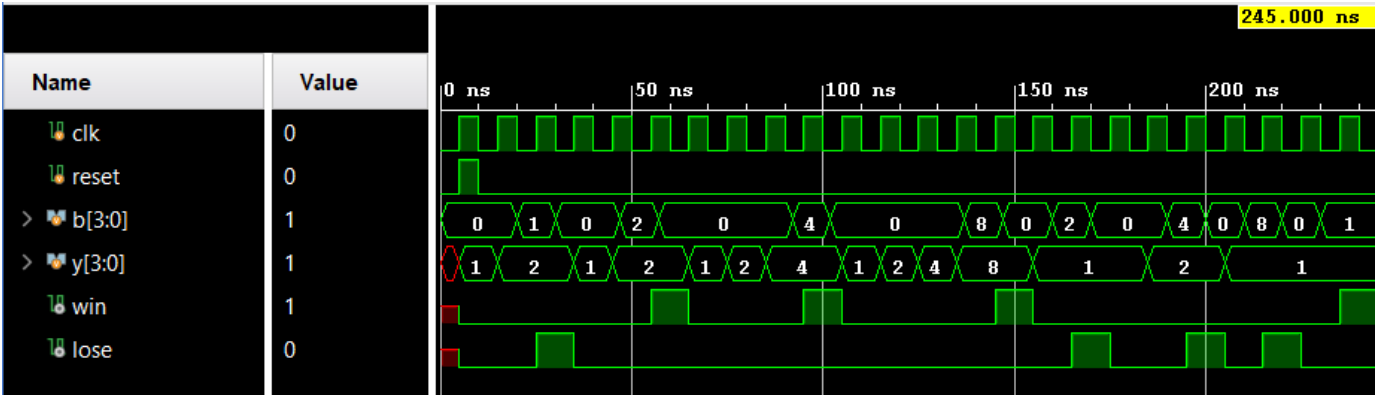 245.000 ns
Name Value
0 ns 50 ns 100 ns 150 ns 200 ns
clk 0
reset 0
b[3:0] 1 0 1 0 2 0 4 0 8 0 2 0 4 0 8 0 1
y[3:0] 1 1 2 1 2 1 2 4 1 2 4 8 1 2 1
win 1
lose 0